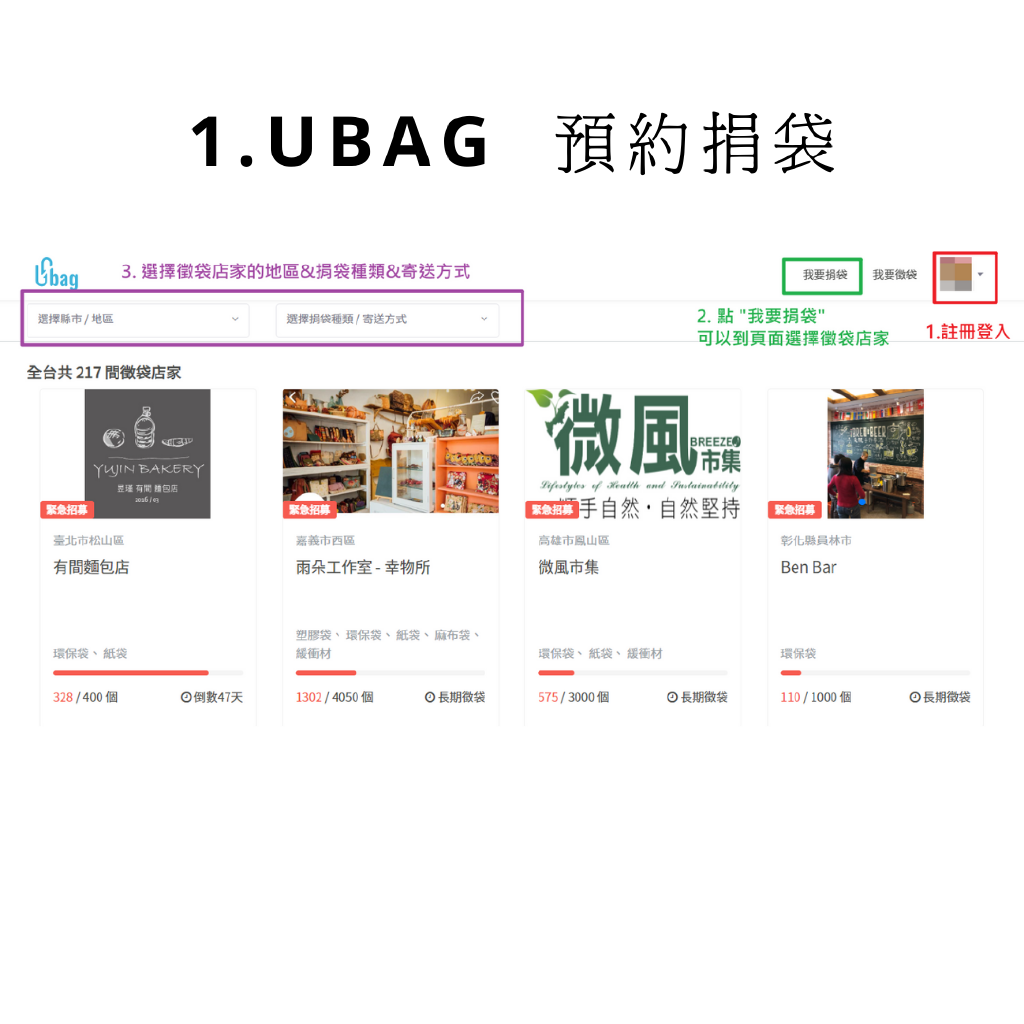 1.UBAG 預約捐袋
Ubag
3. 選擇徵袋店家的地區&捐袋種類&寄送方式
我要捐袋
我要徵袋
選擇縣市 / 地區
選擇捐袋種類 / 寄送方式
2. 點 "我要捐袋"
可以到頁面選擇徵袋店家
1.註冊登入
全台共 217 間徵袋店家
YUJIN BAKERY
昱瑾 有間 麵包店
2016 / 03
緊急招募
臺北市松山區
有間麵包店
環保袋、紙袋
328 / 400 個
倒數47天
緊急招募
嘉義市西區
雨朵工作室 - 幸物所
塑膠袋、環保袋、紙袋、麻布袋、
緩衝材
1302 / 4050 個
長期徵袋
微風
BREEZE
市集
Lifestyles of Health and Sustainability
順手自然・自然堅持
緊急招募
高雄市鳳山區
微風市集
環保袋、紙袋、緩衝材
575 / 3000 個
長期徵袋
緊急招募
彰化縣員林市
Ben Bar
環保袋
110 / 1000 個
長期徵袋